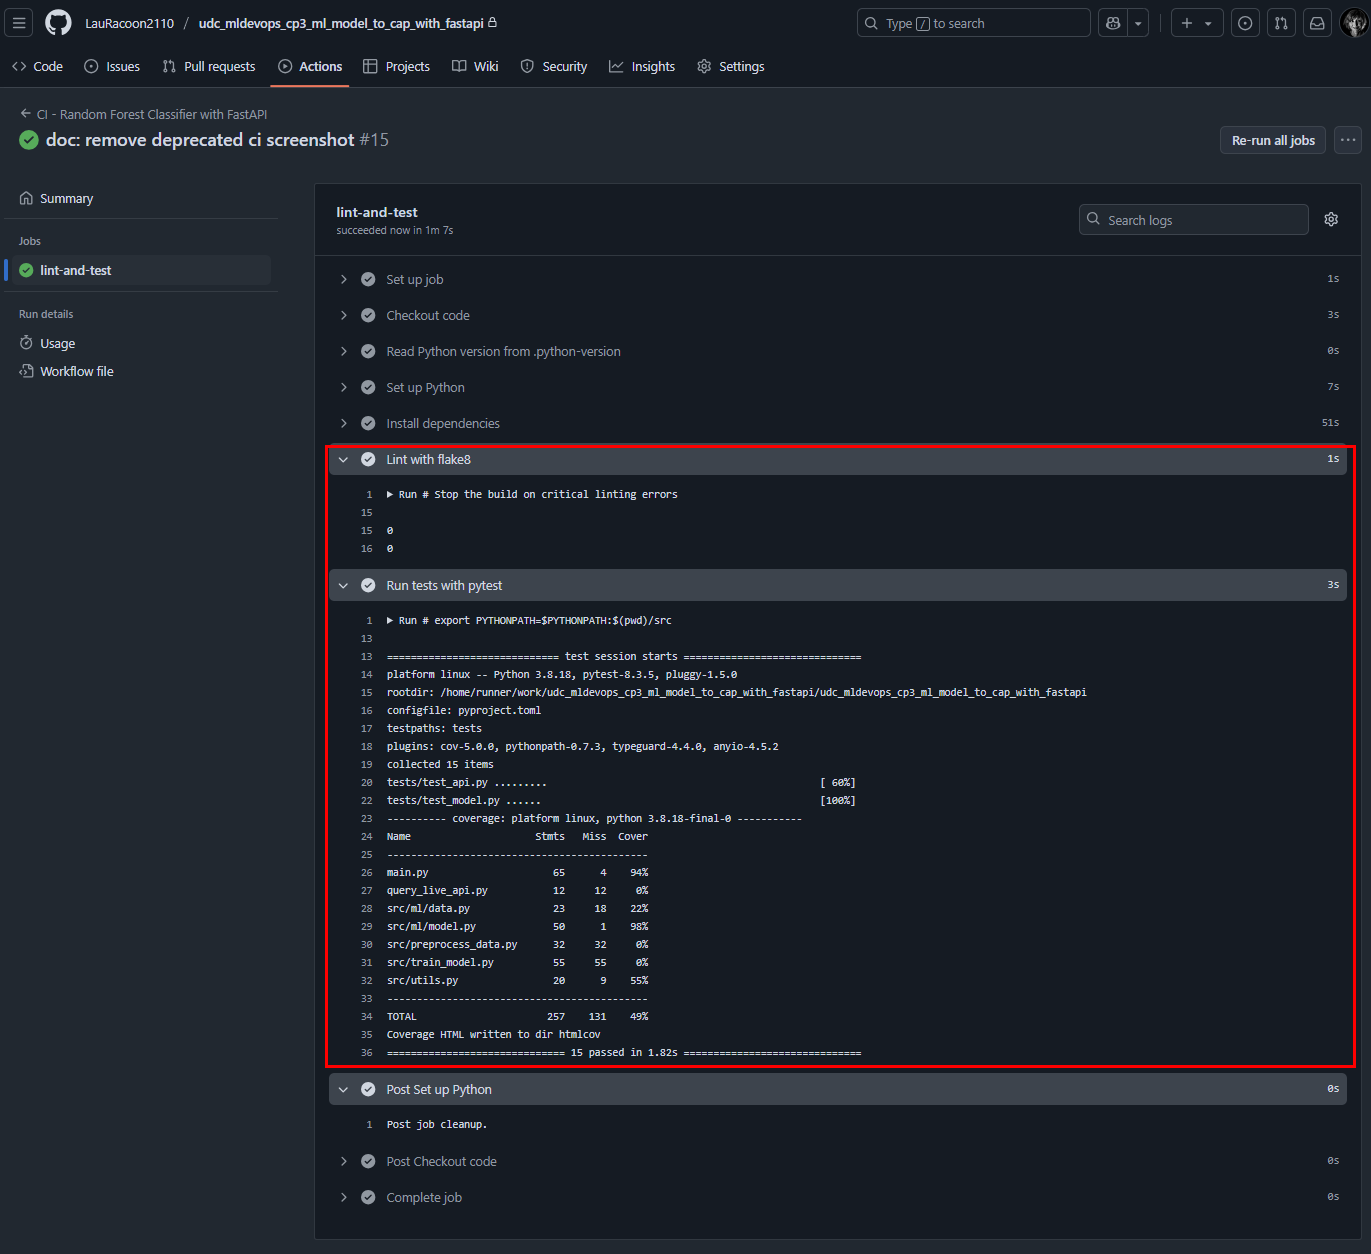 LauRacoon2110 / udc_mldevops_cp3_ml_model_to_cap_with_fastapi
Type / to search
Code Issues Pull requests Actions Projects Wiki Security Insights Settings
CI - Random Forest Classifier with FastAPI
doc: remove deprecated ci screenshot #15
Re-run all jobs
Summary
Jobs
lint-and-test
Run details
Usage
Workflow file
lint-and-test
succeeded now in 1m 7s
Search logs
Set up job 1s
Checkout code 3s
Read Python version from .python-version 0s
Set up Python 7s
Install dependencies 51s
Lint with flake8 1s
1 ▶ Run # Stop the build on critical linting errors
15
15 0
16 0
Run tests with pytest 3s
1 ▶ Run # export PYTHONPATH=$PYTHONPATH:$(pwd)/src
13
13 ============================= test session starts ==============================
14 platform linux -- Python 3.8.18, pytest-8.3.5, pluggy-1.5.0
15 rootdir: /home/runner/work/udc_mldevops_cp3_ml_model_to_cap_with_fastapi/udc_mldevops_cp3_ml_model_to_cap_with_fastapi
16 configfile: pyproject.toml
17 testpaths: tests
18 plugins: cov-5.0.0, pythonpath-0.7.3, typeguard-4.4.0, anyio-4.5.2
19 collected 15 items
20 tests/test_api.py ......... [ 60%]
22 tests/test_model.py ...... [100%]
23 ---------- coverage: platform linux, python 3.8.18-final-0 -----------
24 Name Stmts Miss Cover
25 --------------------------------------------
26 main.py 65 4 94%
27 query_live_api.py 12 12 0%
28 src/ml/data.py 23 18 22%
29 src/ml/model.py 50 1 98%
30 src/preprocess_data.py 32 32 0%
31 src/train_model.py 55 55 0%
32 src/utils.py 20 9 55%
33 --------------------------------------------
34 TOTAL 257 131 49%
35 Coverage HTML written to dir htmlcov
36 ============================== 15 passed in 1.82s ==============================
Post Set up Python 0s
1 Post job cleanup.
Post Checkout code 0s
Complete job 0s